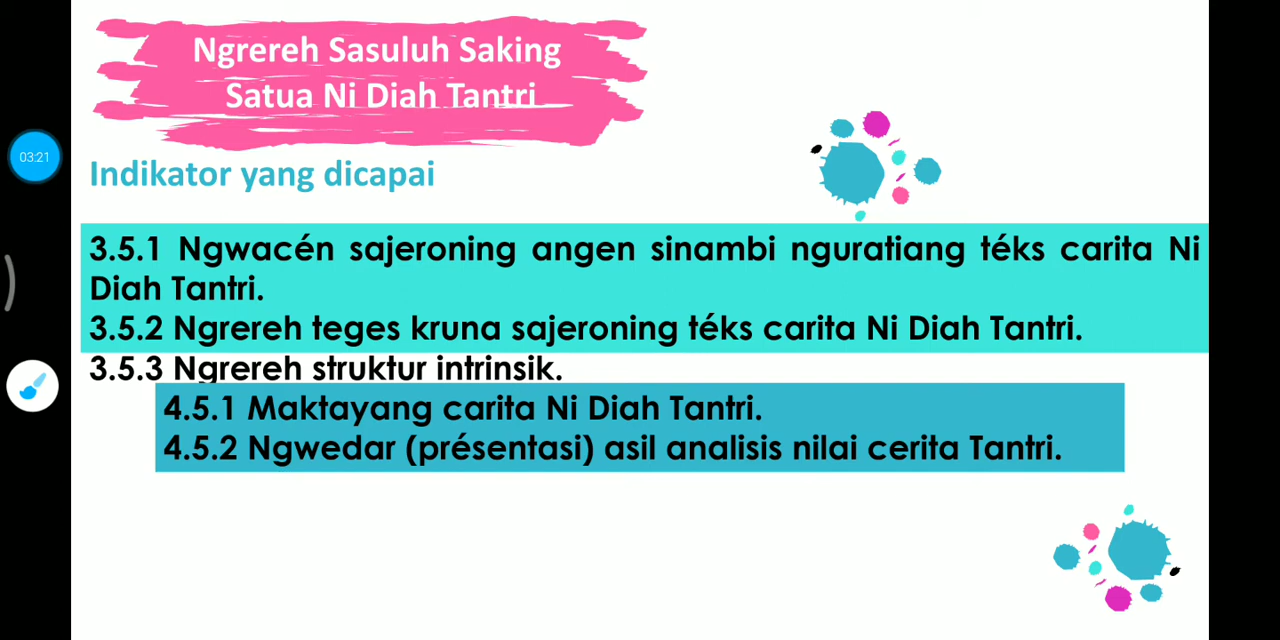 Ngrereh Sasuluh Saking
Satua Ni Diah Tantri
03:21
Indikator yang dicapai
3.5.1 Ngwacén sajeroning angen sinambi nguratiang téks carita Ni
Diah Tantri.
3.5.2 Ngrereh teges kruna sajeroning téks carita Ni Diah Tantri.
3.5.3 Ngrereh struktur intrinsik.
4.5.1 Maktayang carita Ni Diah Tantri.
4.5.2 Ngwedar (présentasi) asil analisis nilai cerita Tantri.